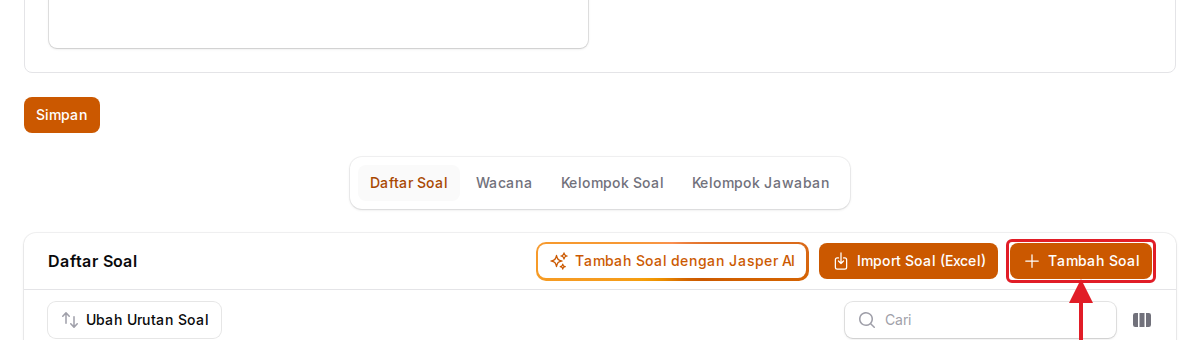 Simpan
Daftar Soal Wacana Kelompok Soal Kelompok Jawaban
Daftar Soal Tambah Soal dengan Jasper AI Import Soal (Excel) Tambah Soal
Ubah Urutan Soal Cari